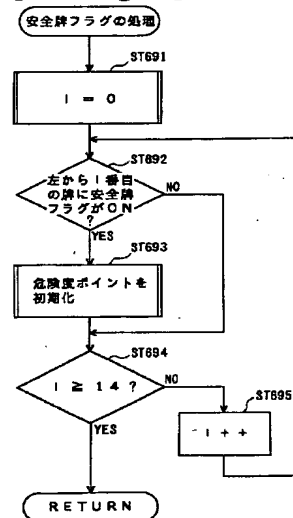 安全牌フラグの処理
ST691
I = 0
ST692
左からI番目
の牌に安全牌
フラグがON
?
NO
YES
ST693
危険度ポイントを
初期化
ST694
I ≧ 14?
NO
YES
ST695
I++
RETURN